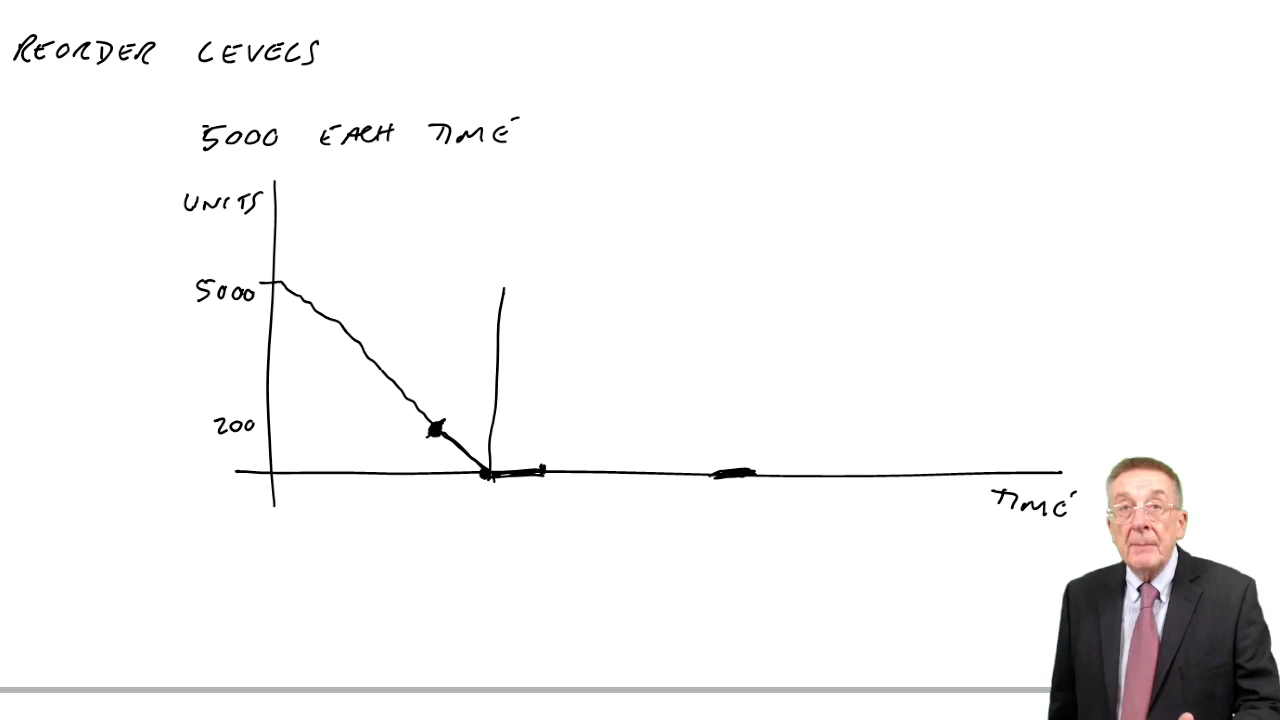 REORDER LEVELS
5000 EACH TIME
UNITS
5000
200
TIME